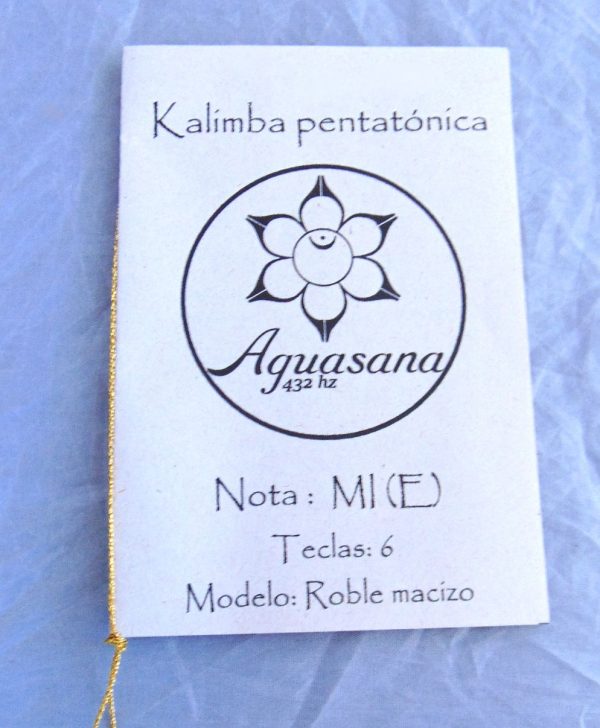 Kalimba pentatónica
Aguasana
432 hz
Nota : MI (E)
Teclas: 6
Modelo: Roble macizo